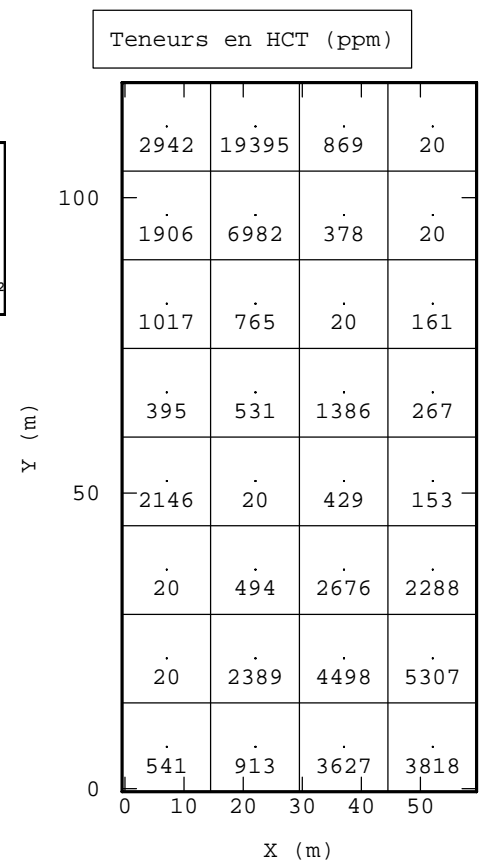 Teneurs en HCT (ppm)
2942 19395 869 20
100
1906 6982 378 20
2
1017 765 20 161
395 531 1386 267
Y (m)
50
2146 20 429 153
20 494 2676 2288
20 2389 4498 5307
541 913 3627 3818
0
0 10 20 30 40 50
X (m)